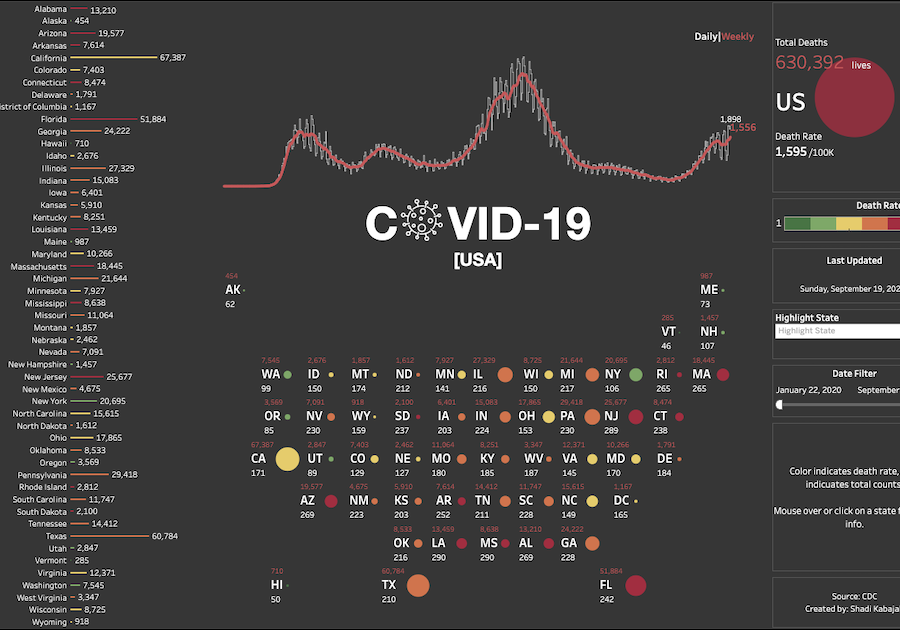 Alabama 13,210
Alaska 454
Arizona 19,577
Arkansas 7,614
California 67,387
Colorado 7,403
Connecticut 8,474
Delaware 1,791
istrict of Columbia 1,167
Florida 51,884
Georgia 24,222
Hawaii 710
Idaho 2,676
Illinois 27,329
Indiana 15,083
Iowa 6,401
Kansas 5,910
Kentucky 8,251
Louisiana 13,459
Maine 987
Maryland 10,266
Massachusetts 18,445
Michigan 21,644
Minnesota 7,927
Mississippi 8,638
Missouri 11,064
Montana 1,857
Nebraska 2,462
Nevada 7,091
New Hampshire 1,457
New Jersey 25,677
New Mexico 4,675
New York 20,695
North Carolina 15,615
North Dakota 1,612
Ohio 17,865
Oklahoma 8,533
Oregon 3,569
Pennsylvania 29,418
Rhode Island 2,812
South Carolina 11,747
South Dakota 2,100
Tennessee 14,412
Texas 60,784
Utah 2,847
Vermont 285
Virginia 12,371
Washington 7,545
West Virginia 3,347
Wisconsin 8,725
Wyoming 918
Daily|Weekly
1,898
1,556
COVID-19
[USA]
454 987
AK ME
62 73
285 1,457
VT NH
46 107
7,545 2,676 1,857 1,612 7,927 27,329 8,725 21,644 20,695 2,812 18,445
WA ID MT ND MN IL WI MI NY RI MA
99 150 174 212 141 216 150 217 106 265 265
3,569 7,091 918 2,100 6,401 15,083 17,865 29,418 25,677 8,474
OR NV WY SD IA IN OH PA NJ CT
85 230 159 237 203 224 153 230 289 238
67,387 2,847 7,403 2,462 11,064 8,251 3,347 12,371 10,266 1,791
CA UT CO NE MO KY WV VA MD DE
171 89 129 127 180 185 187 145 170 184
19,577 4,675 5,910 7,614 14,412 11,747 15,615 1,167
AZ NM KS AR TN SC NC DC
269 223 203 252 211 228 149 165
8,533 13,459 8,638 13,210 24,222
OK LA MS AL GA
216 290 290 269 228
710 60,784 51,884
HI TX FL
50 210 242
Total Deaths
630,392 lives
US
Death Rate
1,595 /100K
Death Rate
1
Last Updated
Sunday, September 19, 202
Highlight State
Highlight State
Date Filter
January 22, 2020 September
Color indicates death rate,
indicuates total counts
Mouse over or click on a state f
info.
Source: CDC
Created by: Shadi Kabajal